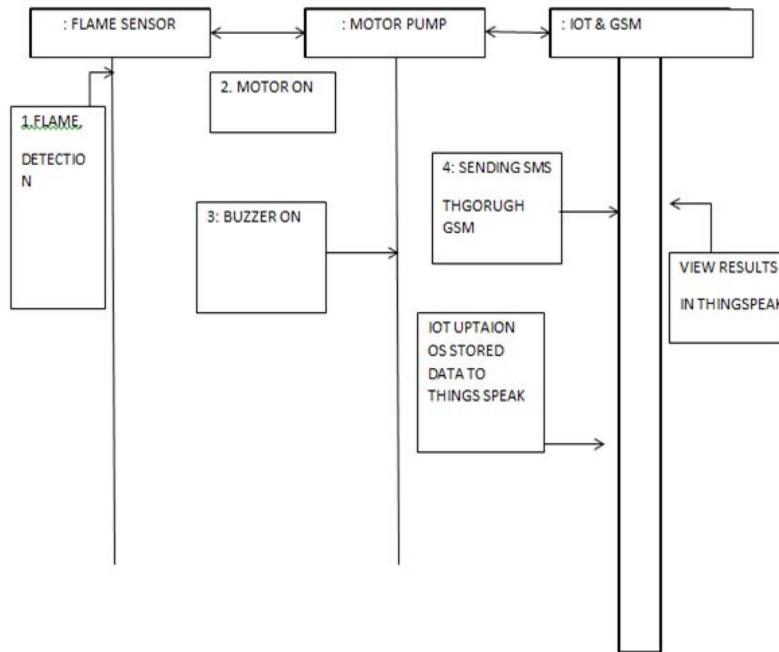 : FLAME SENSOR
: MOTOR PUMP
: IOT & GSM
2. MOTOR ON
1.FLAME,
DETECTIO
N
4: SENDING SMS
THGORUGH
GSM
3: BUZZER ON
VIEW RESULTS
IN THINGSPEAK
IOT UPTAION
OS STORED
DATA TO
THINGS SPEAK